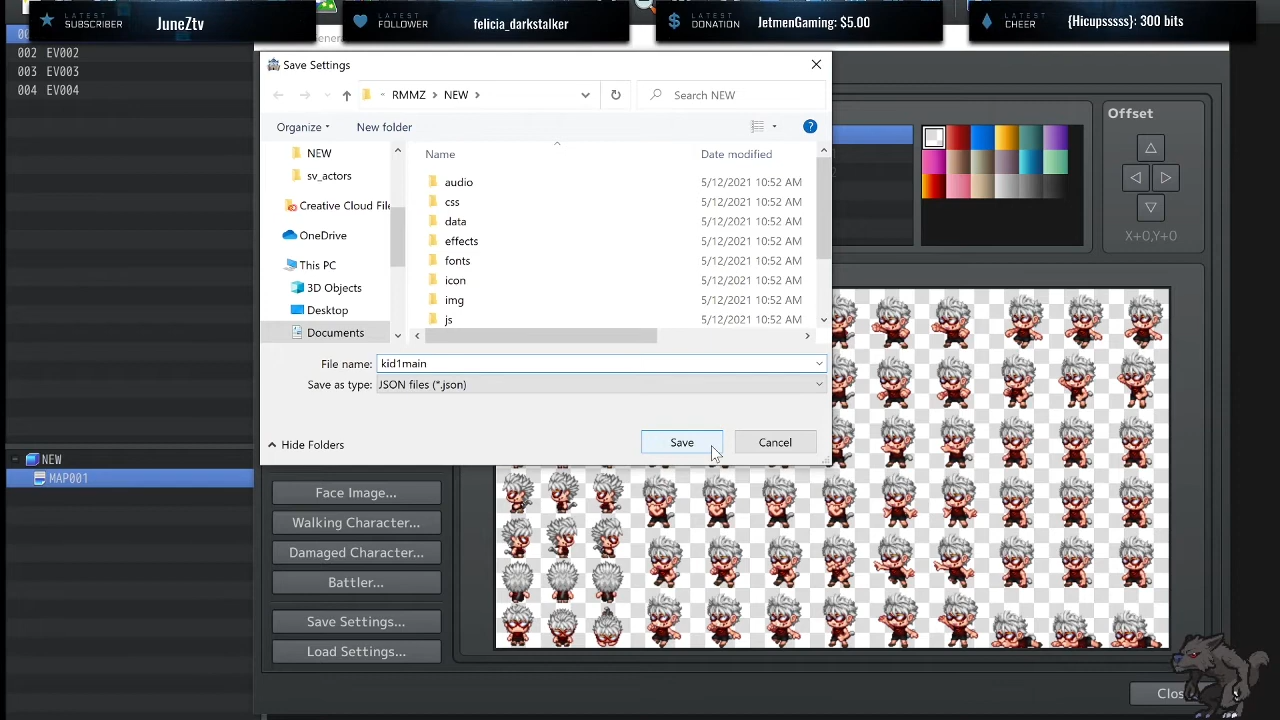 LATEST
SUBSCRIBER
JuneZtv
LATEST
FOLLOWER
felicia_darkstalker
LATEST
DONATION
JetmenGaming: $5.00
LATEST
CHEER
{Hicupsssss}: 300 bits
002 EV002
003 EV003
004 EV004
Save Settings
RMMZ
NEW
Search NEW
Organize
New folder
NEW
sv_actors
Creative Cloud File
OneDrive
This PC
3D Objects
Desktop
Documents
Name
Date modified
audio
5/12/2021 10:52 AM
css
5/12/2021 10:52 AM
data
5/12/2021 10:52 AM
effects
5/12/2021 10:52 AM
fonts
5/12/2021 10:52 AM
icon
5/12/2021 10:52 AM
img
5/12/2021 10:52 AM
js
5/12/2021 10:52 AM
File name:
kid1main
Save as type:
JSON files (*.json)
Hide Folders
Save
Cancel
Offset
X+0,Y+0
NEW
MAP001
Face Image...
Walking Character...
Damaged Character...
Battler...
Save Settings...
Load Settings...